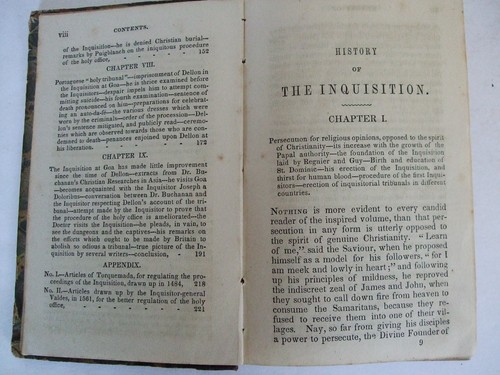 viii CONTENTS.
of the Inquisitors—he is denied Christian burial—
remarks by Puigblanch on the iniquitous procedure
of the holy office, - - - - 152
CHAPTER VIII.
Portuguese "holy tribunal"—imprisonment of Dellon in
the Inquisition at Goa—he is thrice examined before
the Inquisitors—despair impels him to attempt com-
mitting suicide—his fourth examination—sentence of
death pronounced on him—preparations for celebrat-
ing an auto-da-fé—the various dresses which were
worn by the criminals—order of the procession—Del-
lon's sentence mitigated, and publicly read—ceremo-
nies which are observed towards those who are con-
demned to death—penances enjoined upon Dellon at
his liberation, - - - - 172
CHAPTER IX.
The Inquisition at Goa has made little improvement
since the time of Dellon—extracts from Dr. Bu-
chanan's Christian Researches in Asia—he visits Goa
—becomes acquainted with the Inquisitor Joseph a
Doloribus—conversation between Dr. Buchanan and
the Inquisitor respecting Dellon's account of the tri-
bunal—attempt made by the Inquisitor to prove that
the procedure of the holy office is ameliorated—the
Doctor visits the Inquisition—he pleads, in vain, to
see the dungeons and the captives—his remarks on
the efforts which ought to be made by Britain to
abolish so odious a tribunal—true picture of the In-
quisition by several writers—conclusion, - 191
APPENDIX.
No. I.—Articles of Torquemada, for regulating the pro-
ceedings of the Inquisition, drawn up in 1484, 218
No. II.—Articles drawn up by the Inquisitor-general
Valdes, in 1561, for the better regulation of the holy
office, - - - - 221
HISTORY
OF
THE INQUISITION.
CHAPTER I.
Persecution for religious opinions, opposed to the spirit
of Christianity—its increase with the growth of the
Papal authority—the foundation of the Inquisition
laid by Regnier and Guy—Birth and education of
St. Dominic—his erection of the Inquisition, and
thirst for human blood—procedure of the first Inqui-
sitors—erection of inquisitorial tribunals in different
countries.
NOTHING is more evident to every candid
reader of the inspired volume, than that per-
secution in any form is utterly opposed to
the spirit of genuine Christianity. "Learn
of me," said the Saviour, when he proposed
himself as a model for his followers, "for I
am meek and lowly in heart;" and following
up his principles of mildness, he reproved
the indiscreet zeal of James and John, when
they sought to call down fire from heaven to
consume the Samaritans, because they re-
fused to receive them into one of their vil-
lages. Nay, so far from giving his disciples
a power to persecute, the Divine Founder of
9